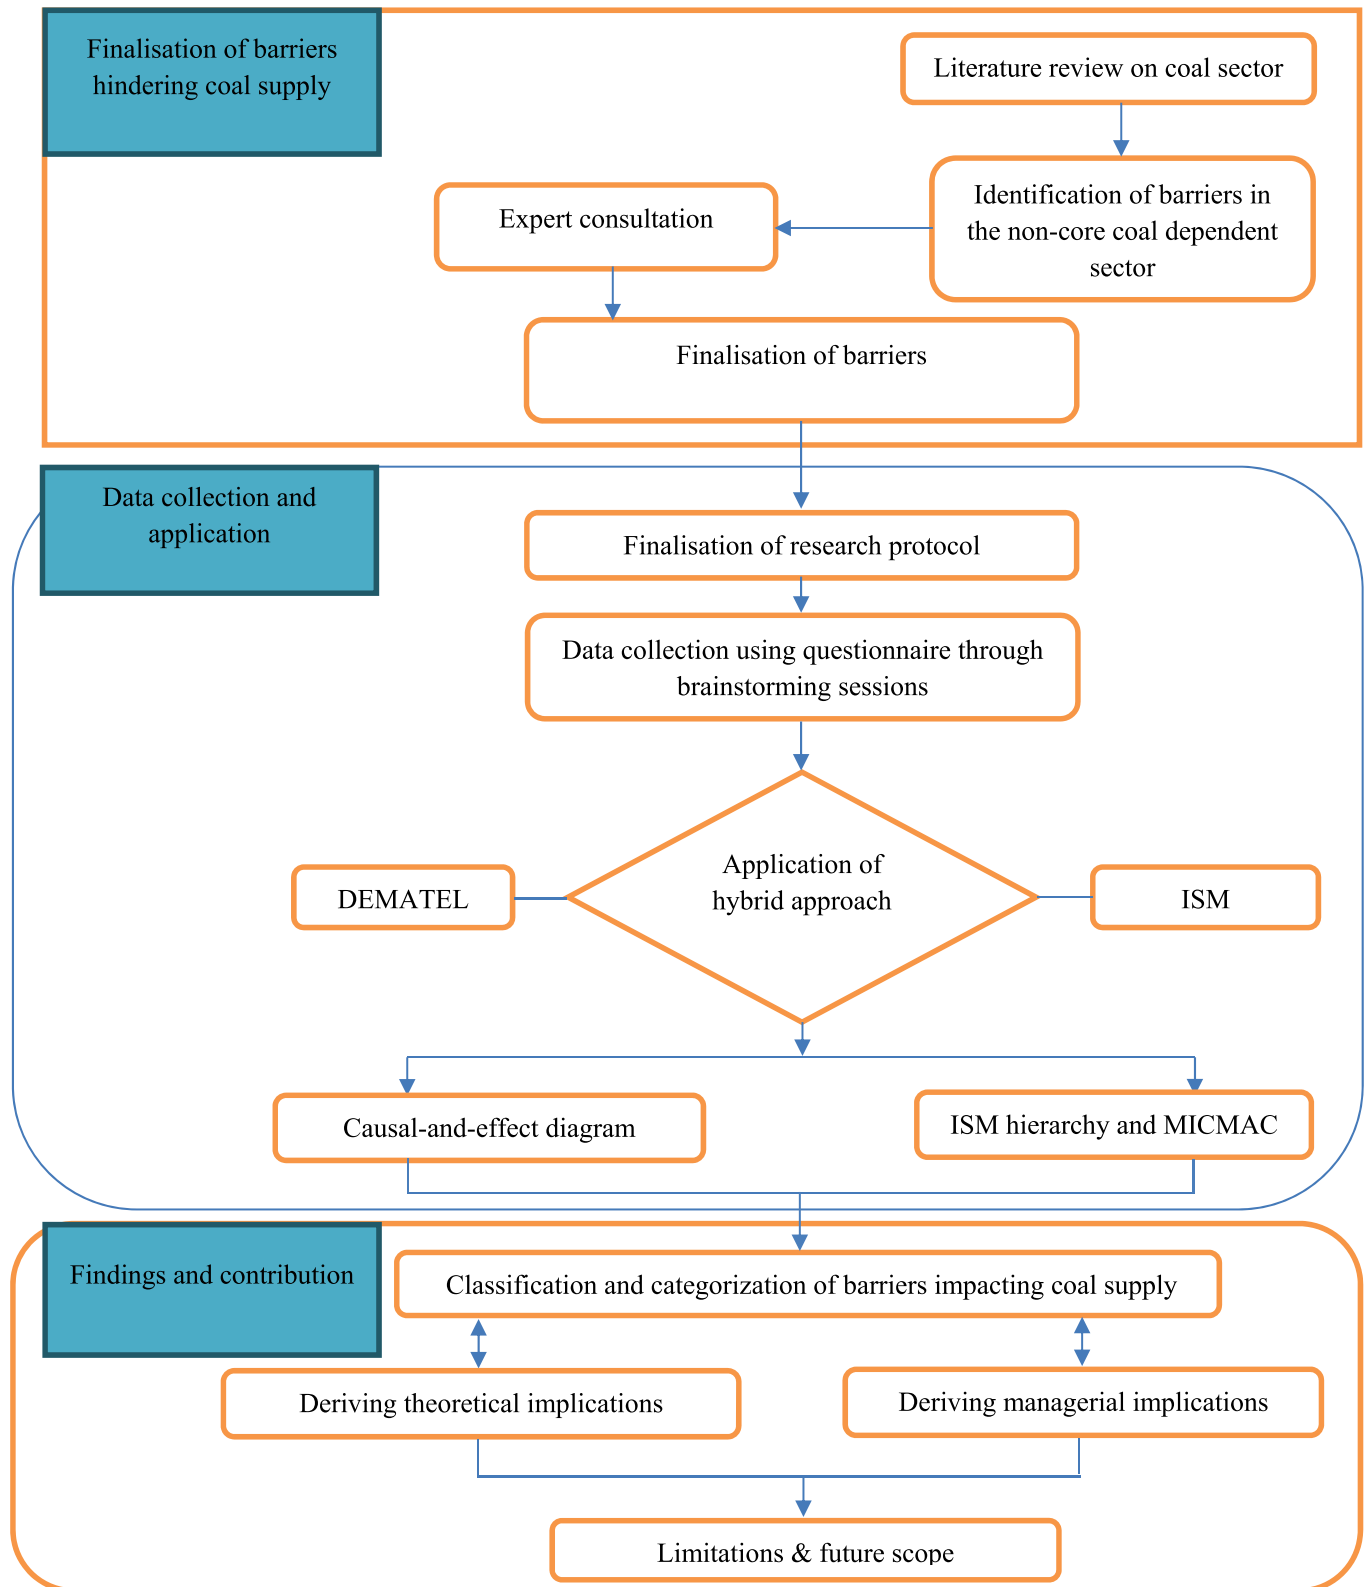 Finalisation of barriers
hindering coal supply
Literature review on coal sector
Identification of barriers in
the non-core coal dependent
sector
Expert consultation
Finalisation of barriers
Data collection and
application
Finalisation of research protocol
Data collection using questionnaire through
brainstorming sessions
Application of
hybrid approach
DEMATEL
ISM
Causal-and-effect diagram
ISM hierarchy and MICMAC
Findings and contribution
Classification and categorization of barriers impacting coal supply
Deriving theoretical implications
Deriving managerial implications
Limitations & future scope